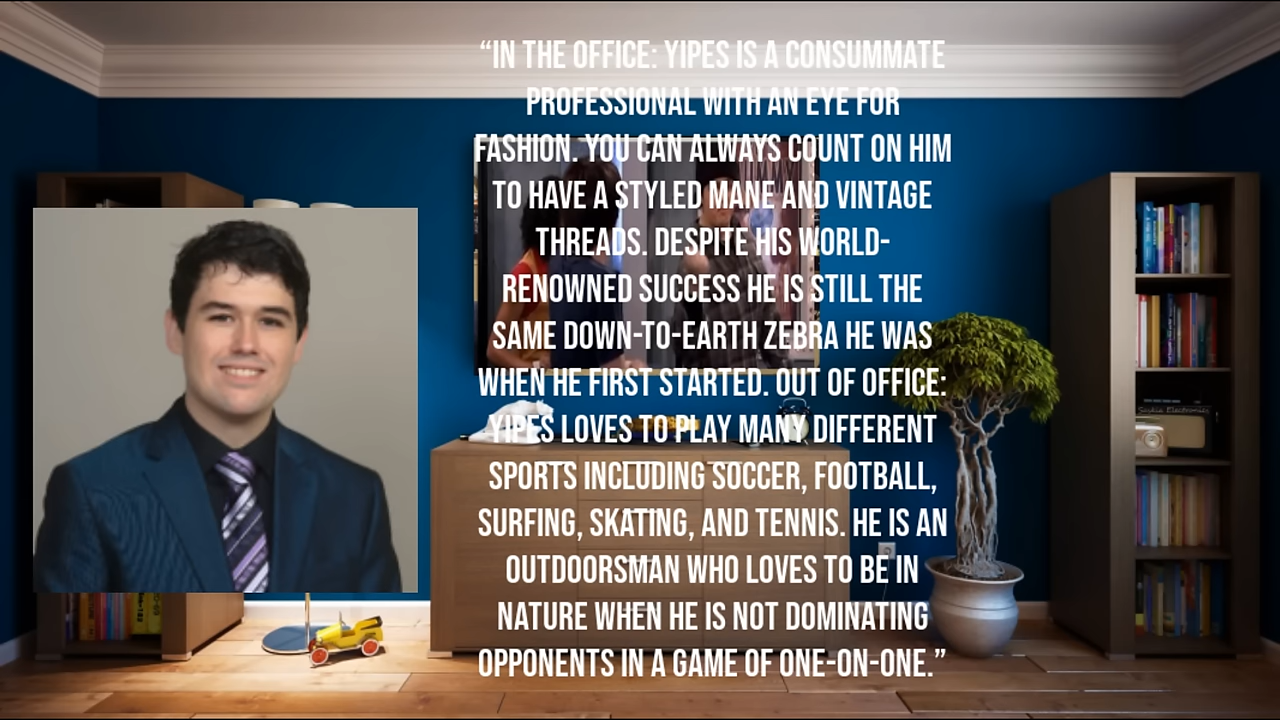 “IN THE OFFICE: YIPES IS A CONSUMMATE
PROFESSIONAL WITH AN EYE FOR
FASHION. YOU CAN ALWAYS COUNT ON HIM
TO HAVE A STYLED MANE AND VINTAGE
THREADS. DESPITE HIS WORLD-
RENOWNED SUCCESS HE IS STILL THE
SAME DOWN-TO-EARTH ZEBRA HE WAS
WHEN HE FIRST STARTED. OUT OF OFFICE:
YIPES LOVES TO PLAY MANY DIFFERENT
SPORTS INCLUDING SOCCER, FOOTBALL,
SURFING, SKATING, AND TENNIS. HE IS AN
OUTDOORSMAN WHO LOVES TO BE IN
NATURE WHEN HE IS NOT DOMINATING
OPPONENTS IN A GAME OF ONE-ON-ONE.”
Saskia Electronics